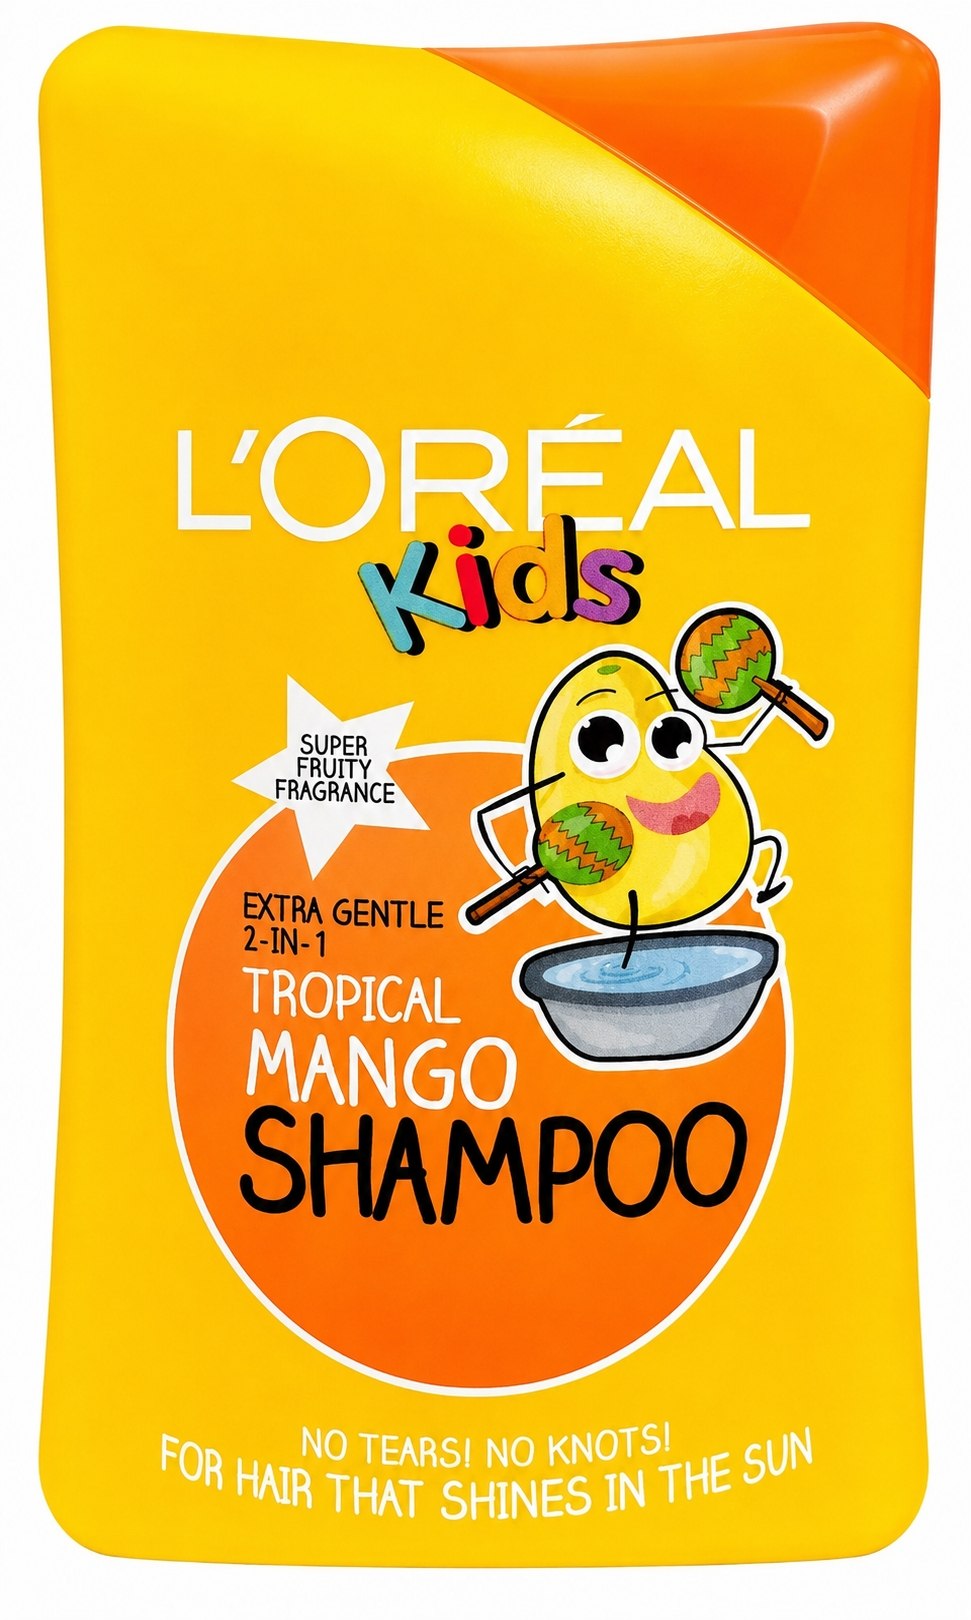 L'ORÉAL
Kids
SUPER
FRUITY
FRAGRANCE
EXTRA GENTLE
2-IN-1
TROPICAL
MANGO
SHAMPOO
NO TEARS! NO KNOTS!
FOR HAIR THAT SHINES IN THE SUN